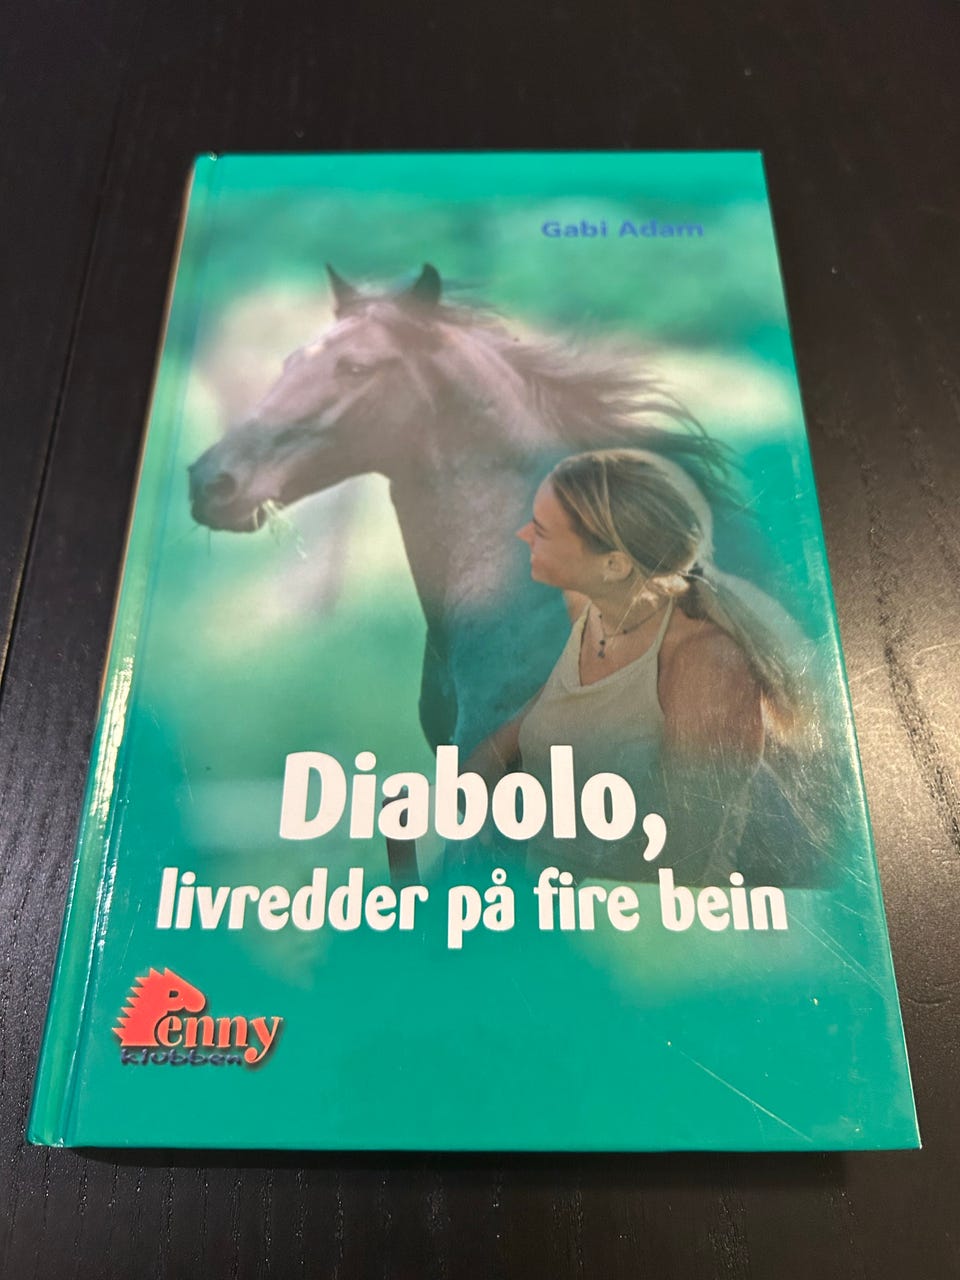 Gabi Adam
Diabolo,
livredder på fire bein
Penny
klubben